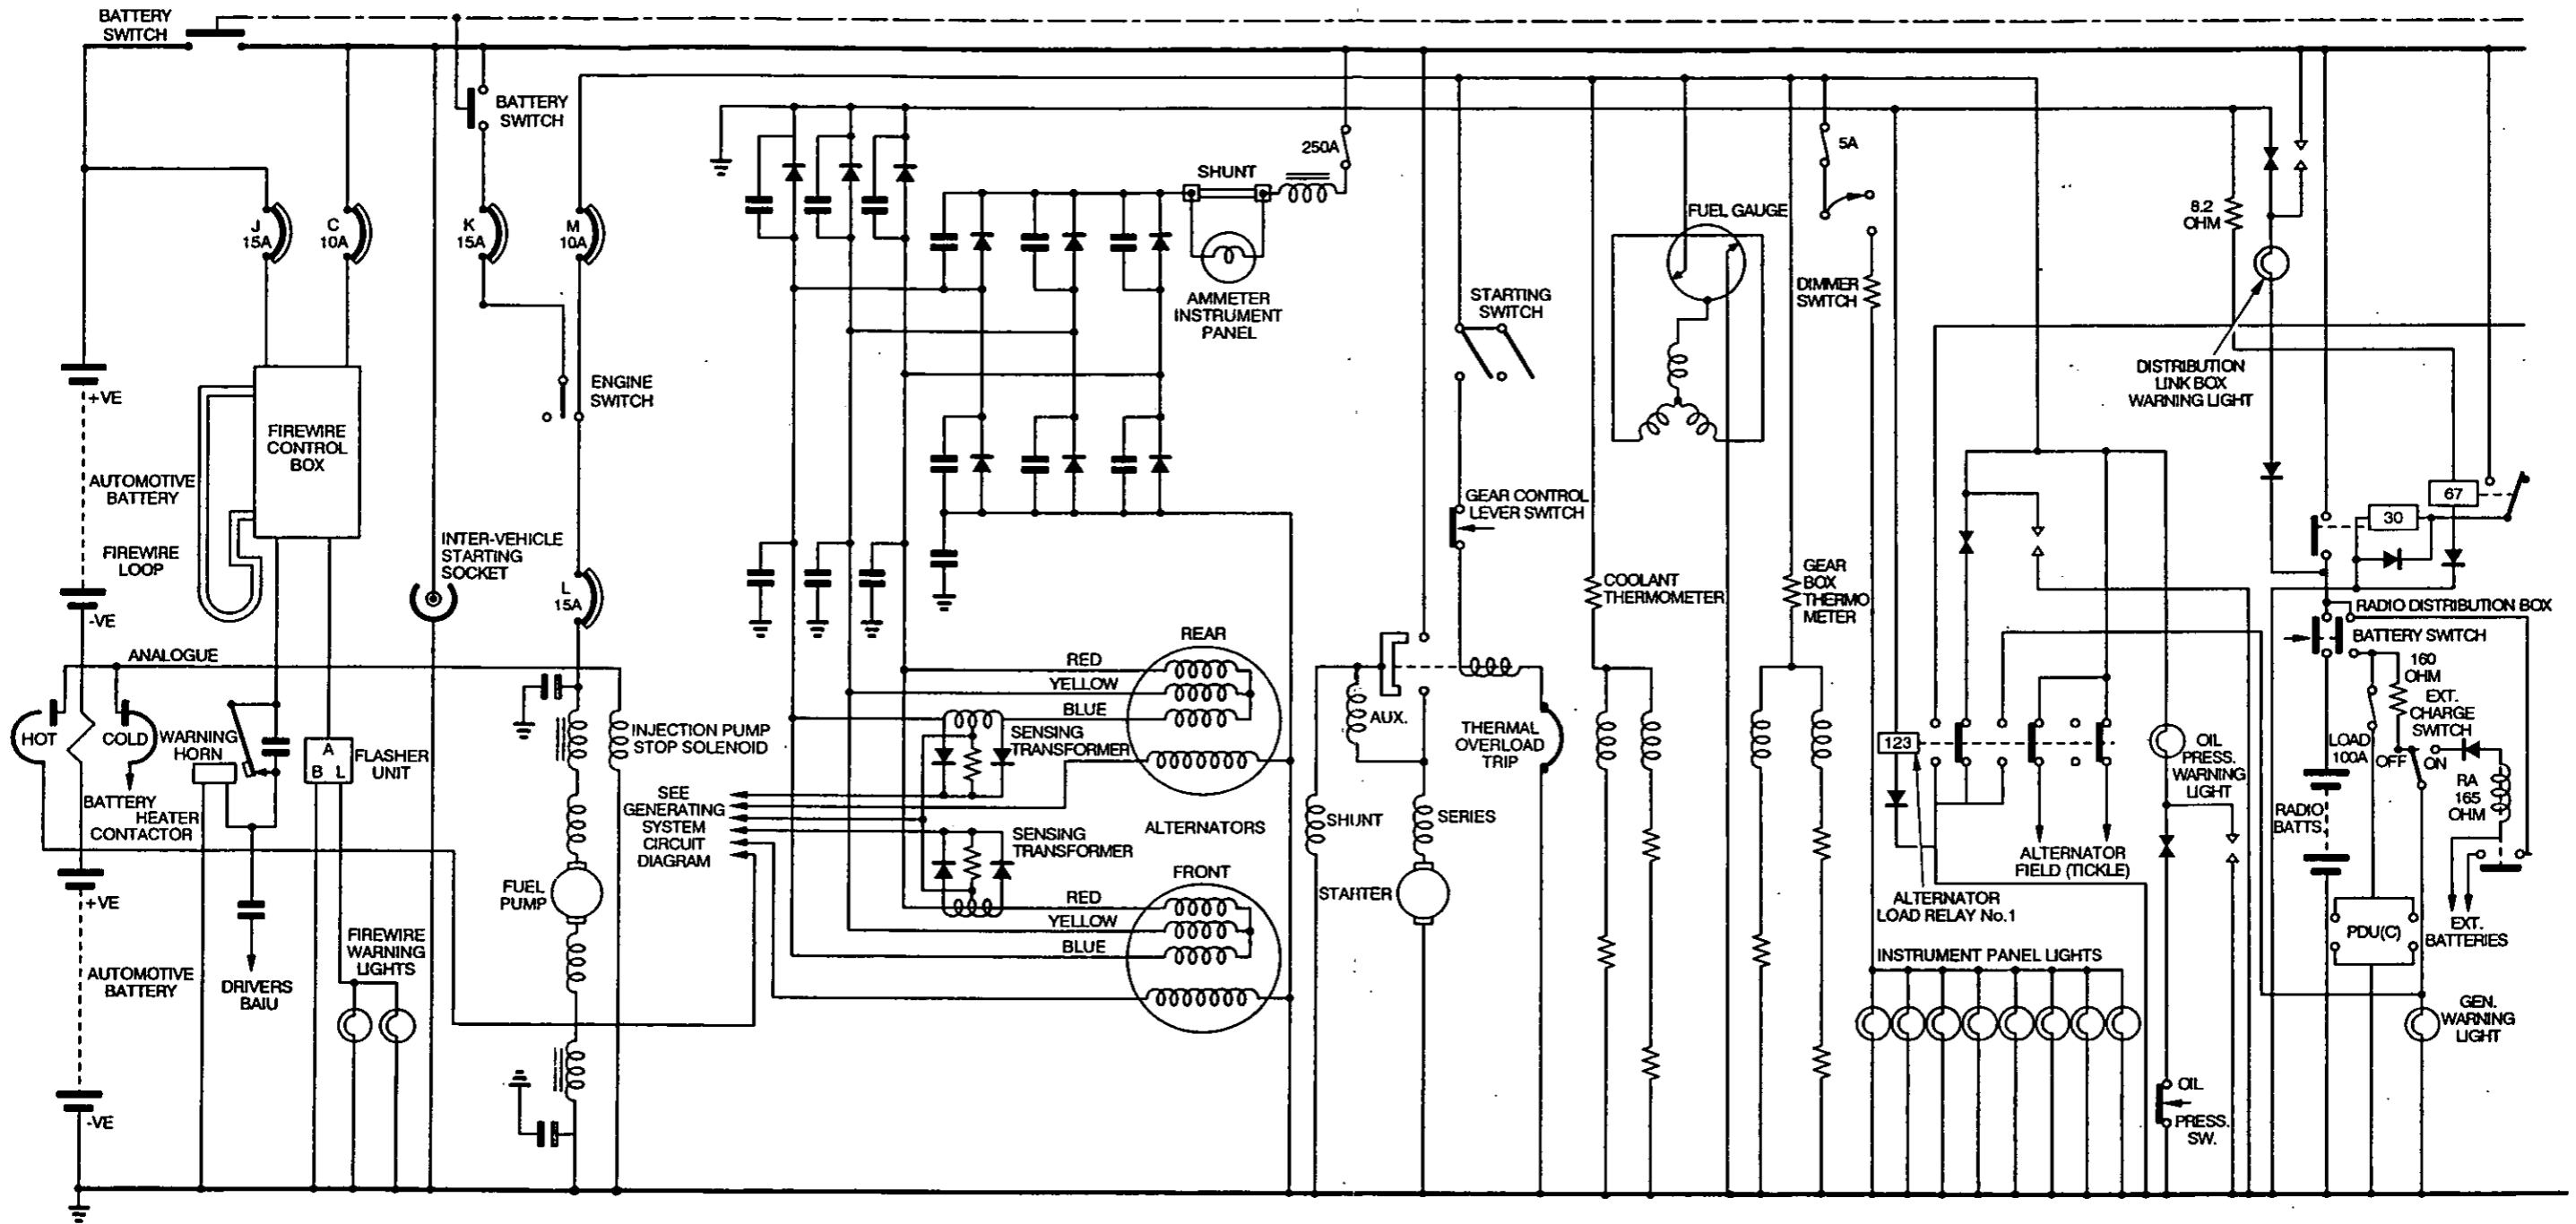 BATTERY
SWITCH
BATTERY
SWITCH
250A
SHUNT
5A
J
15A
C
10A
K
15A
M
10A
FUEL GAUGE
8.2
OHM
AMMETER
INSTRUMENT
PANEL
STARTING
SWITCH
DIMMER
SWITCH
+VE
ENGINE
SWITCH
DISTRIBUTION
LINK BOX
WARNING LIGHT
FIREWIRE
CONTROL
BOX
AUTOMOTIVE
BATTERY
GEAR CONTROL
LEVER SWITCH
67
30
FIREWIRE
LOOP
INTER-VEHICLE
STARTING
SOCKET
L
15A
COOLANT
THERMOMETER
GEAR
BOX
THERMO
METER
-VE
RADIO DISTRIBUTION BOX
BATTERY SWITCH
REAR
ANALOGUE
RED
YELLOW
BLUE
160
OHM
EXT.
CHARGE
SWITCH
HOT
COLD
WARNING
HORN
A
B L
FLASHER
UNIT
INJECTION PUMP
STOP SOLENOID
SENSING
TRANSFORMER
AUX.
THERMAL
OVERLOAD
TRIP
123
OIL
PRESS.
WARNING
LIGHT
LOAD
100A
OFF
ON
RA
165
OHM
BATTERY
HEATER
CONTACTOR
SEE
GENERATING
SYSTEM
CIRCUIT
DIAGRAM
ALTERNATORS
SHUNT
SERIES
RADIO
BATTS.
SENSING
TRANSFORMER
ALTERNATOR
FIELD (TICKLE)
FUEL
PUMP
FRONT
STARTER
ALTERNATOR
LOAD RELAY No.1
+VE
RED
YELLOW
BLUE
PDU(C)
EXT.
BATTERIES
FIREWIRE
WARNING
LIGHTS
INSTRUMENT PANEL LIGHTS
AUTOMOTIVE
BATTERY
DRIVERS
BAIU
GEN.
WARNING
LIGHT
-VE
OIL
PRESS.
SW.